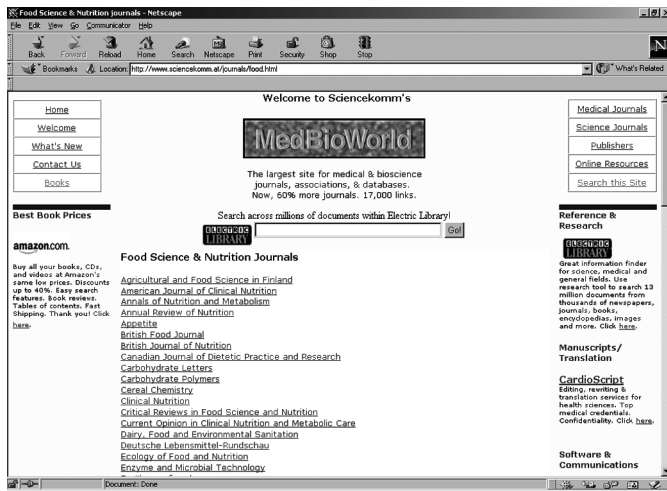 Food Science & Nutrition journals - Netscape
File Edit View Go Communicator Help
Back Forward Reload Home Search Netscape Print Security Shop Stop
Bookmarks Location: http://www.sciencekomm.at/journals/food.html What's Related
Home
Welcome
What's New
Contact Us
Books
Best Book Prices
amazon.com.
Buy all your books, CDs,
and videos at Amazon's
same low prices. Discounts
up to 40%. Easy search
features. Book reviews.
Tables of contents. Fast
Shipping. Thank you! Click
here.
Welcome to Sciencekomm's
MedBioWorld
The largest site for medical & bioscience
journals, associations, & databases.
Now, 60% more journals. 17,000 links.
Search across millions of documents within Electric Library!
ELECTRIC
LIBRARY
Go!
Food Science & Nutrition Journals
Agricultural and Food Science in Finland
American Journal of Clinical Nutrition
Annals of Nutrition and Metabolism
Annual Review of Nutrition
Appetite
British Food Journal
British Journal of Nutrition
Canadian Journal of Dietetic Practice and Research
Carbohydrate Letters
Carbohydrate Polymers
Cereal Chemistry
Clinical Nutrition
Critical Reviews in Food Science and Nutrition
Current Opinion in Clinical Nutrition and Metabolic Care
Dairy, Food and Environmental Sanitation
Deutsche Lebensmittel-Rundschau
Ecology of Food and Nutrition
Enzyme and Microbial Technology
Medical Journals
Science Journals
Publishers
Online Resources
Search this Site
Reference &
Research
ELECTRIC
LIBRARY
Great information finder
for science, medical and
general fields. Use
research tool to search 13
million documents from
thousands of newspapers,
journals, books,
encyclopedias, images
and more. Click here.
Manuscripts/
Translation
CardioScript
Editing, rewriting &
translation services for
health sciences. Top
medical credentials.
Confidentiality. Click here.
Software &
Communications
Document: Done